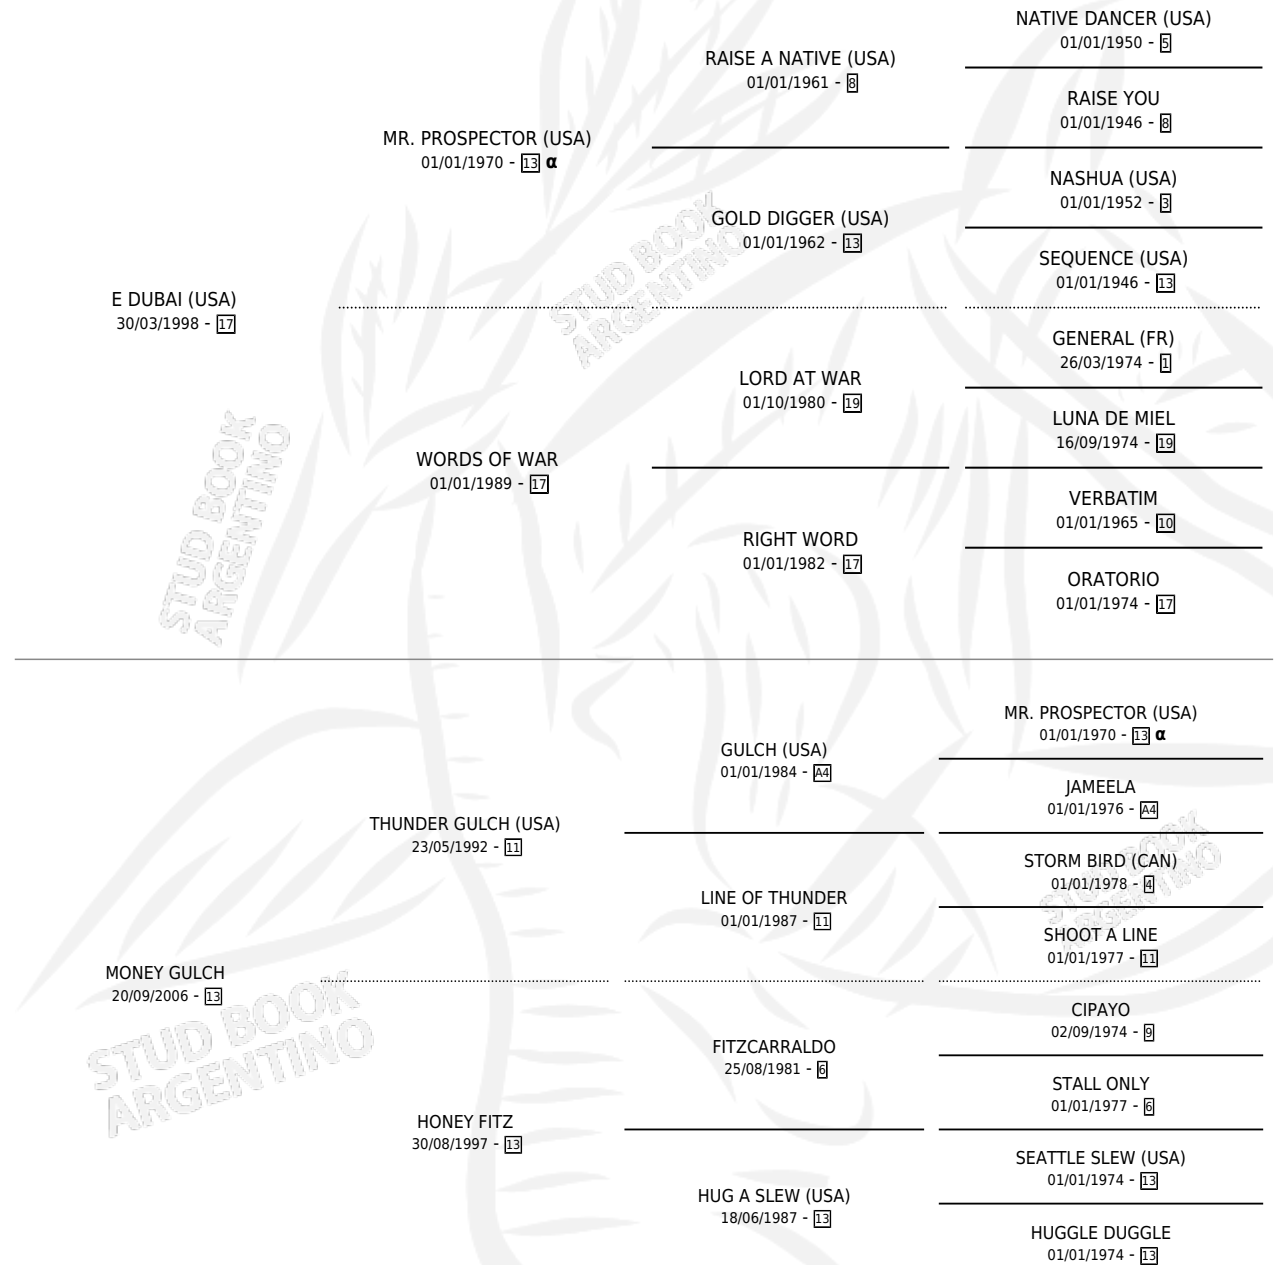 NATIVE DANCER (USA)
01/01/1950 - 5
RAISE A NATIVE (USA)
01/01/1961 - 8
RAISE YOU
01/01/1946 - 8
MR. PROSPECTOR (USA)
01/01/1970 - 13 α
NASHUA (USA)
01/01/1952 - 3
GOLD DIGGER (USA)
01/01/1962 - 13
SEQUENCE (USA)
01/01/1946 - 13
STUD BOOK
ARGENTINO
E DUBAI (USA)
30/03/1998 - 17
GENERAL (FR)
26/03/1974 - 1
LORD AT WAR
01/10/1980 - 19
LUNA DE MIEL
16/09/1974 - 19
WORDS OF WAR
01/01/1989 - 17
VERBATIM
01/01/1965 - 10
RIGHT WORD
01/01/1982 - 17
ORATORIO
01/01/1974 - 17
STUD BOOK
ARGENTINO
MR. PROSPECTOR (USA)
01/01/1970 - 13 α
GULCH (USA)
01/01/1984 - A4
JAMEELA
01/01/1976 - A4
THUNDER GULCH (USA)
23/05/1992 - 11
STORM BIRD (CAN)
01/01/1978 - 4
STUD BOOK
ARGENTINO
LINE OF THUNDER
01/01/1987 - 11
SHOOT A LINE
01/01/1977 - 11
MONEY GULCH
20/09/2006 - 13
STUD BOOK
ARGENTINO
CIPAYO
02/09/1974 - 9
FITZCARRALDO
25/08/1981 - 6
STALL ONLY
01/01/1977 - 6
HONEY FITZ
30/08/1997 - 13
SEATTLE SLEW (USA)
01/01/1974 - 13
HUG A SLEW (USA)
18/06/1987 - 13
HUGGLE DUGGLE
01/01/1974 - 13